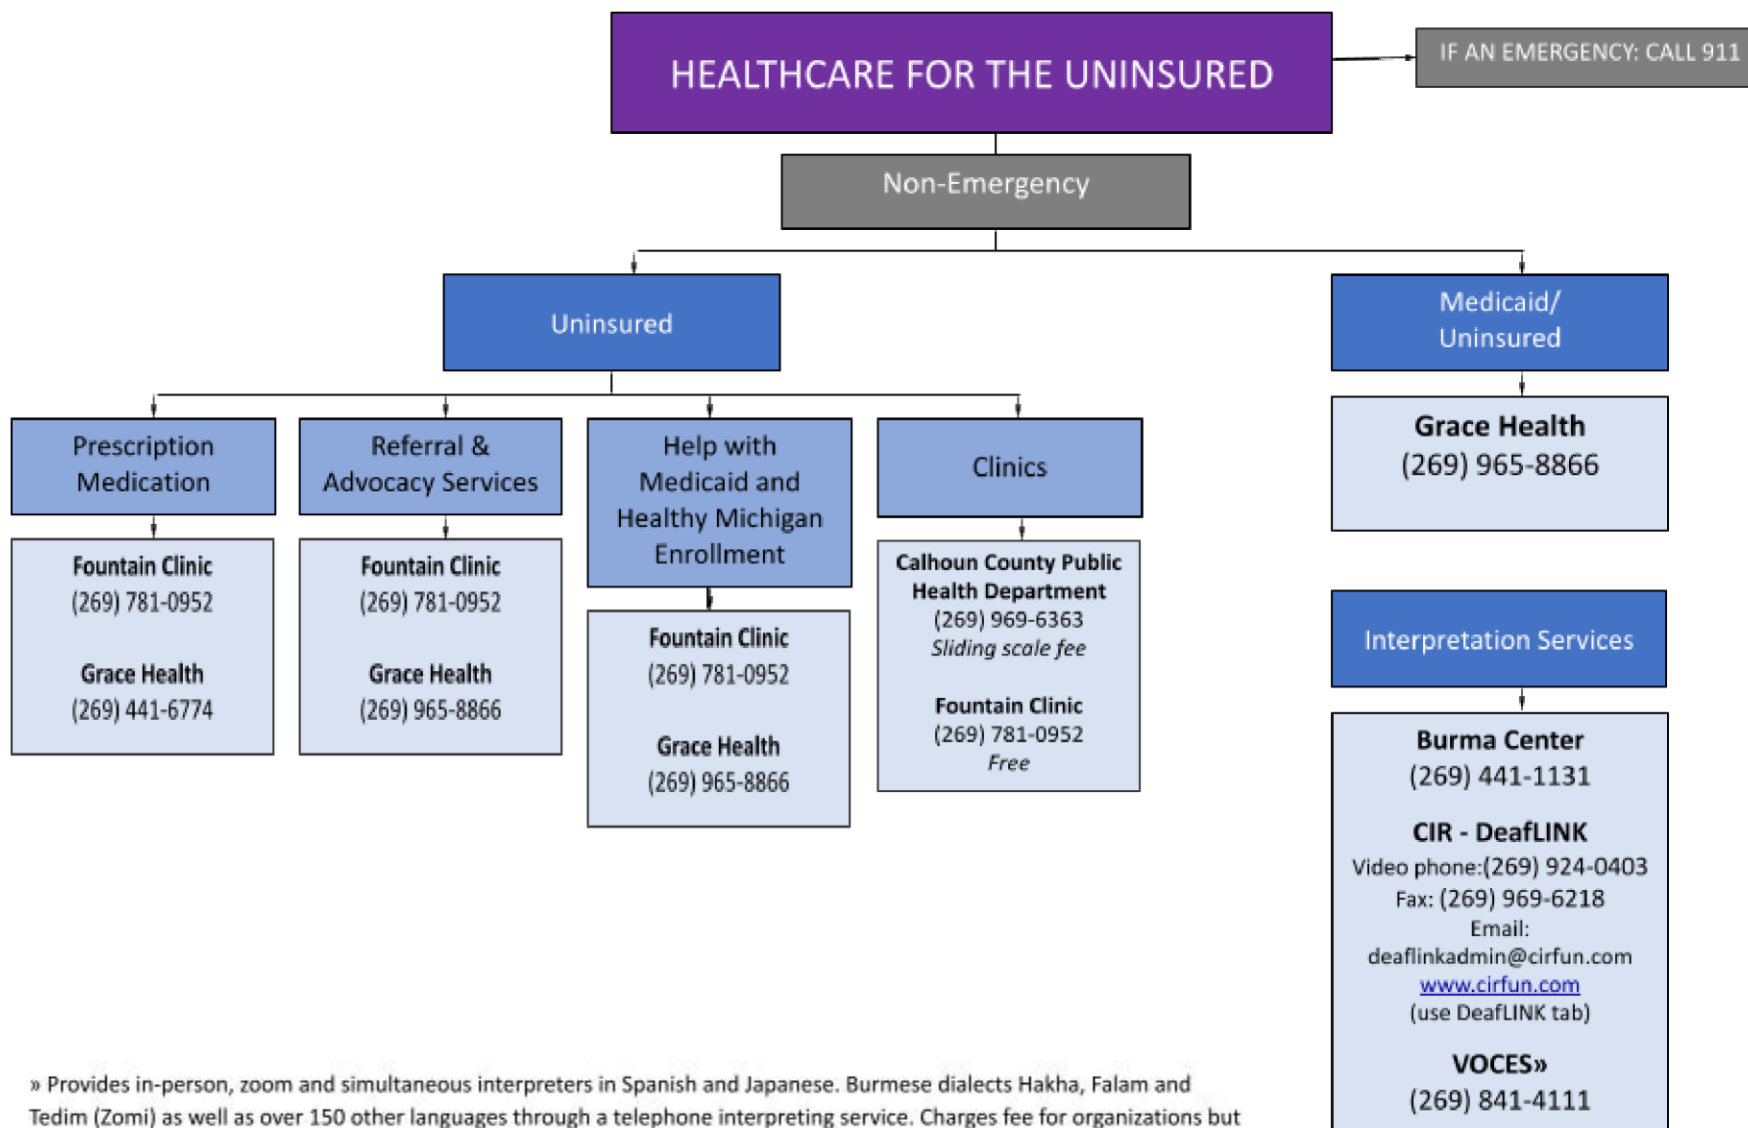 HEALTHCARE FOR THE UNINSURED
IF AN EMERGENCY: CALL 911
Non-Emergency
Uninsured
Medicaid/
Uninsured
Prescription
Medication
Fountain Clinic
(269) 781-0952
Grace Health
(269) 441-6774
Referral &
Advocacy Services
Fountain Clinic
(269) 781-0952
Grace Health
(269) 965-8866
Help with
Medicaid and
Healthy Michigan
Enrollment
Fountain Clinic
(269) 781-0952
Grace Health
(269) 965-8866
Clinics
Calhoun County Public
Health Department
(269) 969-6363
Sliding scale fee
Fountain Clinic
(269) 781-0952
Free
Grace Health
(269) 965-8866
Interpretation Services
Burma Center
(269) 441-1131
CIR - DeafLINK
Video phone:(269) 924-0403
Fax: (269) 969-6218
Email:
deaflinkadmin@cirfun.com
www.cirfun.com
(use DeafLINK tab)
VOCES»
(269) 841-4111
» Provides in-person, zoom and simultaneous interpreters in Spanish and Japanese. Burmese dialects Hakha, Falam and
Tedim (Zomi) as well as over 150 other languages through a telephone interpreting service. Charges fee for organizations but